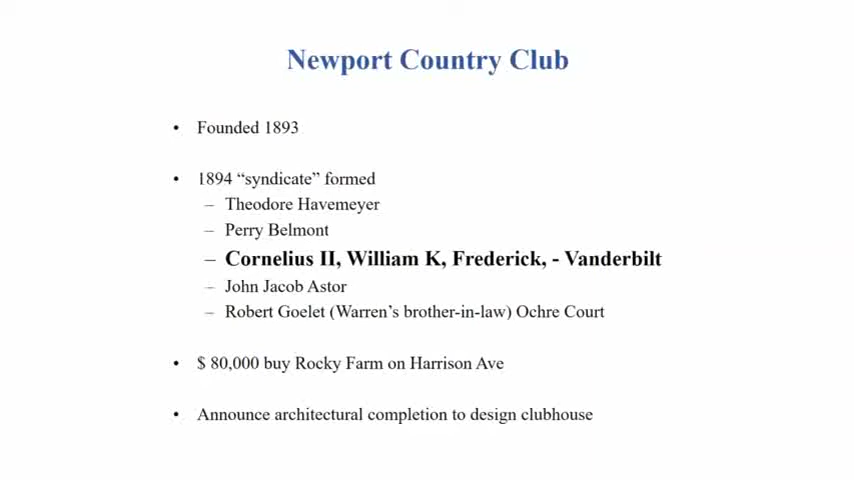 Newport Country Club
• Founded 1893
• 1894 “syndicate” formed
– Theodore Havemeyer
– Perry Belmont
– Cornelius II, William K, Frederick, - Vanderbilt
– John Jacob Astor
– Robert Goelet (Warren’s brother-in-law) Ochre Court
• $ 80,000 buy Rocky Farm on Harrison Ave
• Announce architectural completion to design clubhouse